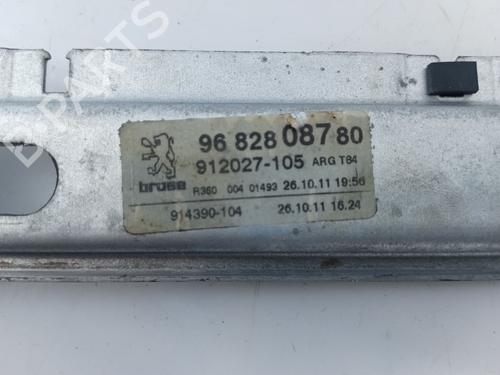 96 828 087 80
912027-105 ARG T84
brose R360 004 01493 26.10.11 19:56
914390-104 26.10.11 16.24
B-PARTS